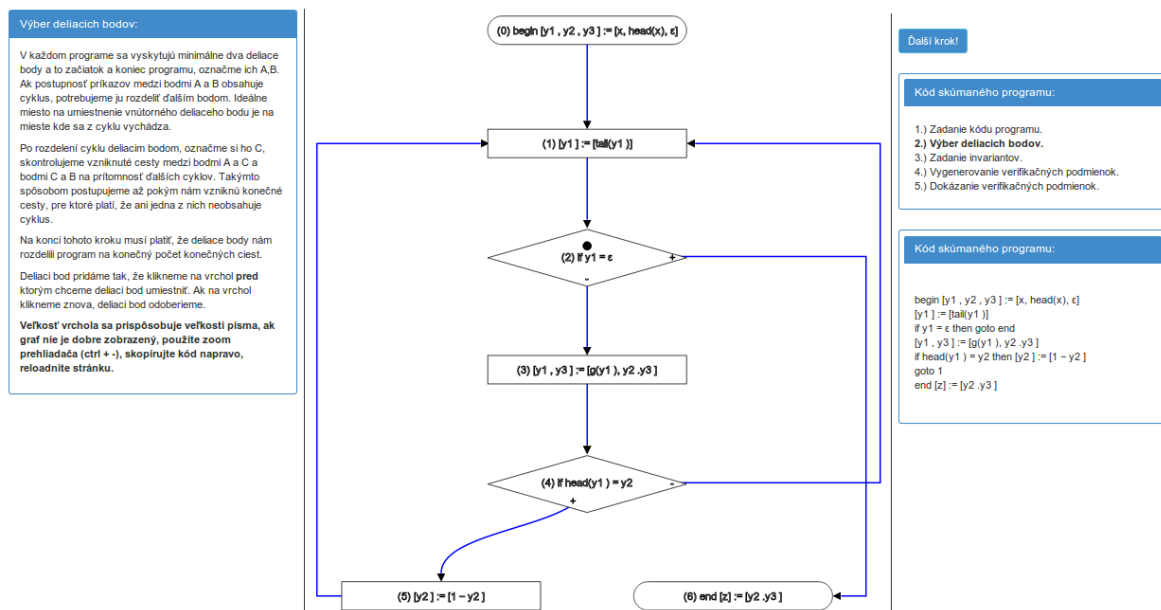 Výber deliacich bodov:
V každom programe sa vyskytujú minimálne dva deliace
body a to začiatok a koniec programu, označme ich A,B.
Ak postupnosť príkazov medzi bodmi A a B obsahuje
cyklus, potrebujeme ju rozdeliť ďalším bodom. Ideálne
miesto na umiestnenie vnútorného deliaceho bodu je na
mieste kde sa z cyklu vychádza.
Po rozdelení cyklu deliacim bodom, označme si ho C,
skontrolujeme vzniknuté cesty medzi bodmi A a C a
bodmi C a B na prítomnosť ďalších cyklov. Takýmto
spôsobom postupujeme až pokým nám vzniknú konečné
cesty, pre ktoré platí, že ani jedna z nich neobsahuje
cyklus.
Na konci tohoto kroku musí platiť, že deliace body nám
rozdelili program na konečný počet konečných ciest.
Deliaci bod pridáme tak, že klikneme na vrchol pred
ktorým chceme deliaci bod umiestniť. Ak na vrchol
klikneme znova, deliaci bod odoberieme.
Veľkosť vrchola sa prispôsobuje veľkosti písma, ak
graf nie je dobre zobrazený, použite zoom
prehliadača (ctrl + -), skopírujte kód napravo,
reloadnite stránku.
(0) begin [y1 , y2 , y3 ] := [x, head(x), ε]
(1) [y1 ] := [tail(y1 )]
(2) if y1 = ε
+
-
(3) [y1 , y3 ] := [g(y1 ), y2 .y3 ]
(4) if head(y1 ) = y2
-
+
(5) [y2 ] := [1 – y2 ]
(6) end [z] := [y2 .y3 ]
Ďalší krok!
Kód skúmaného programu:
1.) Zadanie kódu programu.
2.) Výber deliacich bodov.
3.) Zadanie invariantov.
4.) Vygenerovanie verifikačných podmienok.
5.) Dokázanie verifikačných podmienok.
Kód skúmaného programu:
begin [y1 , y2 , y3 ] := [x, head(x), ε]
[y1 ] := [tail(y1 )]
if y1 = ε then goto end
[y1 , y3 ] := [g(y1 ), y2 .y3 ]
if head(y1 ) = y2 then [y2 ] := [1 – y2 ]
goto 1
end [z] := [y2 .y3 ]